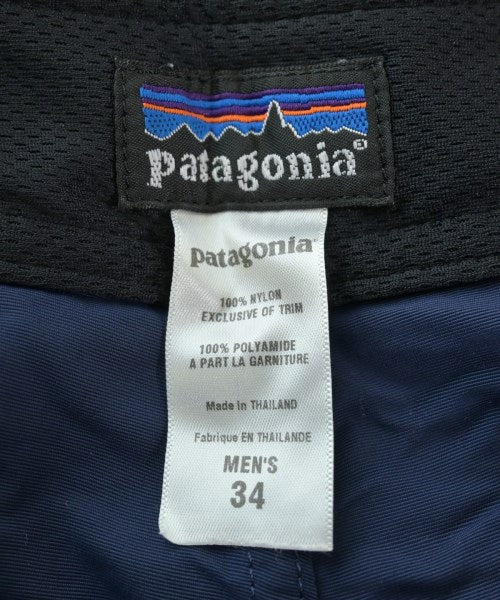 patagonia®
patagonia®
100% NYLON
EXCLUSIVE OF TRIM
100% POLYAMIDE
A PART LA GARNITURE
Made in THAILAND
Fabrique EN THAILANDE
MEN'S
34